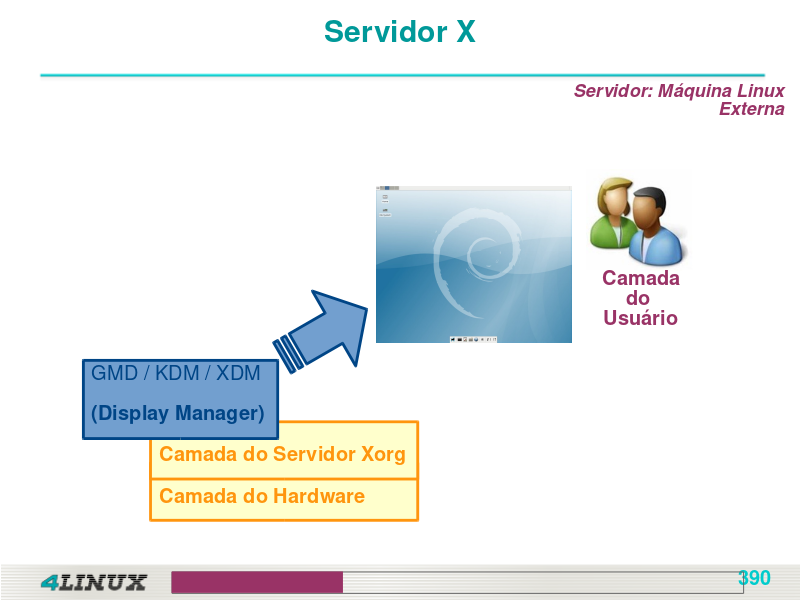 Servidor X
Servidor: Máquina Linux
Externa
Camada
do
Usuário
GMD / KDM / XDM
(Display Manager)
Camada do Servidor Xorg
Camada do Hardware
4LINUX
390